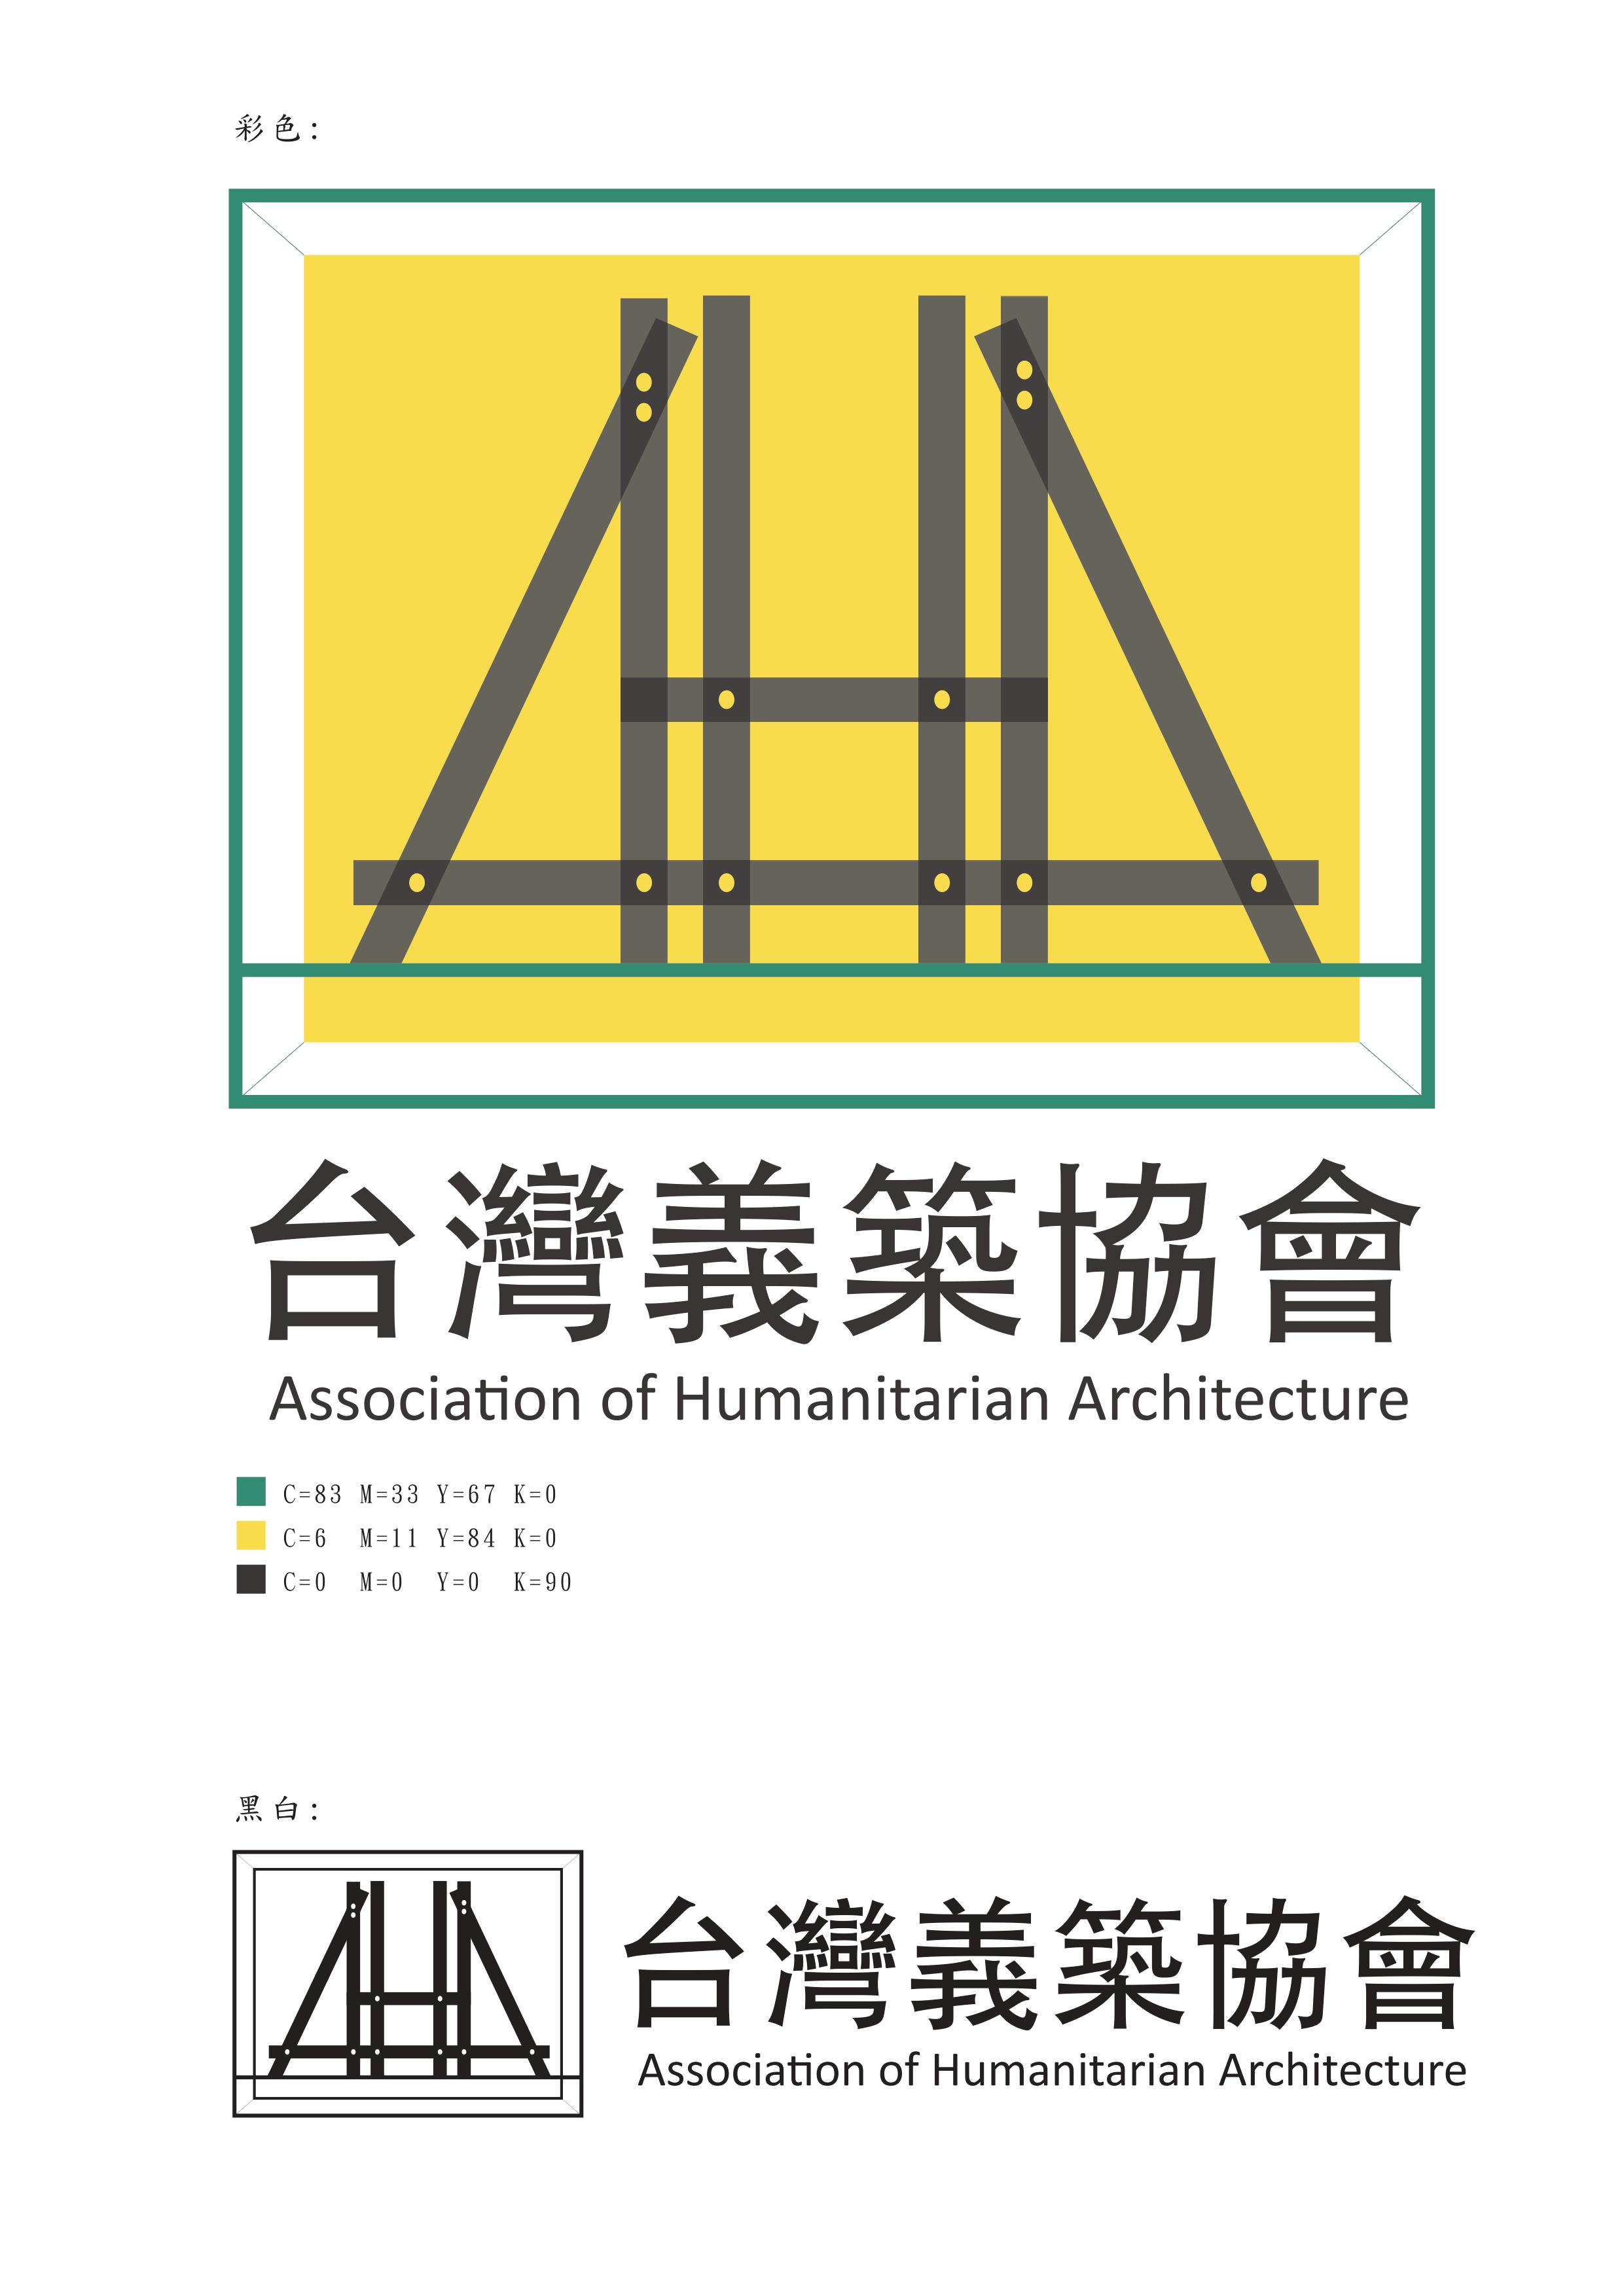 彩色：
台灣義築協會
Association of Humanitarian Architecture
C=83 M=33 Y=67 K=0
C=6 M=11 Y=84 K=0
C=0 M=0 Y=0 K=90
黑白：
台灣義築協會
Association of Humanitarian Architecture